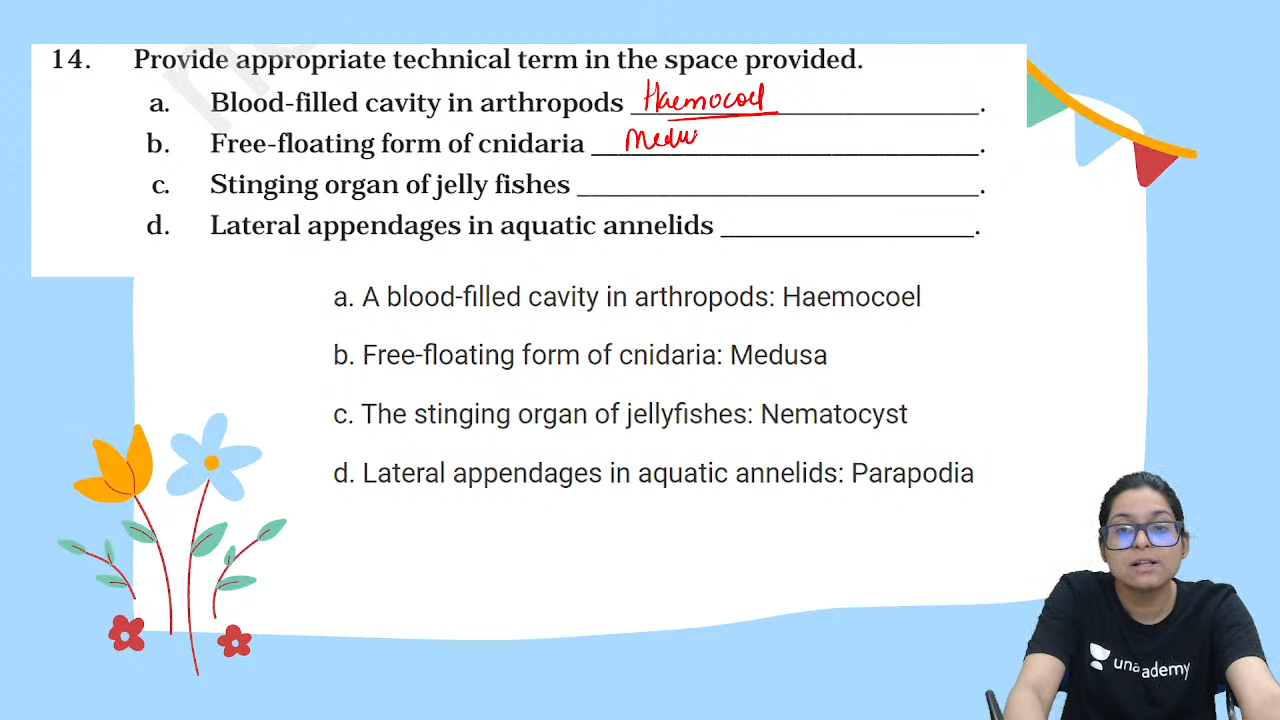 14. Provide appropriate technical term in the space provided.
a. Blood-filled cavity in arthropods Haemocoel.
b. Free-floating form of cnidaria Medu.
c. Stinging organ of jelly fishes ____________.
d. Lateral appendages in aquatic annelids ____________.
a. A blood-filled cavity in arthropods: Haemocoel
b. Free-floating form of cnidaria: Medusa
c. The stinging organ of jellyfishes: Nematocyst
d. Lateral appendages in aquatic annelids: Parapodia
unacademy